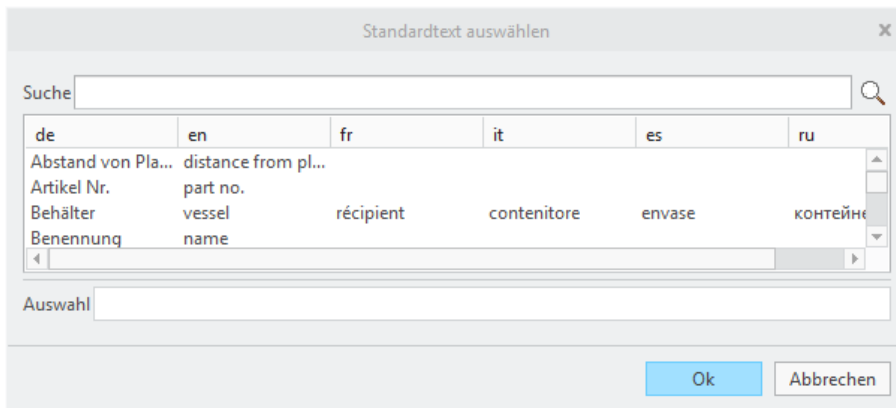 Standardtext auswählen
Suche
de en fr it es ru
Abstand von Pla... distance from pl...
Artikel Nr. part no.
Behälter vessel récipient contenitore envase
Benennung name
Auswahl
Ok Abbrechen